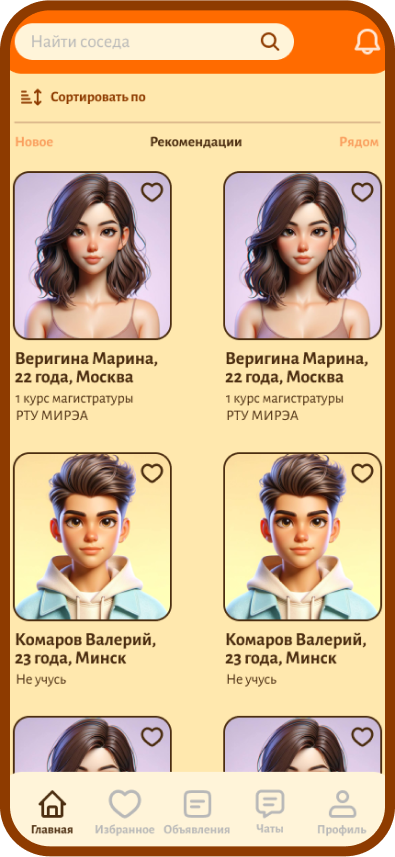 Найти соседа
Сортировать по
Новое
Рекомендации
Рядом
Веригина Марина,
22 года, Москва
1 курс магистратуры
РТУ МИРЭА
Веригина Марина,
22 года, Москва
1 курс магистратуры
РТУ МИРЭА
Комаров Валерий,
23 года, Минск
Не учусь
Комаров Валерий,
23 года, Минск
Не учусь
Главная
Избранное
Объявления
Чаты
Профиль